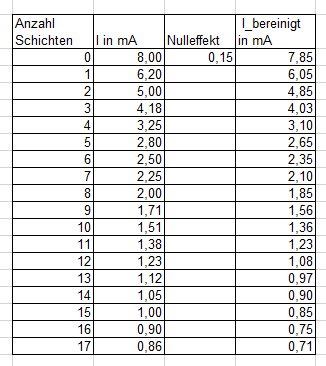 Anzahl I_bereinigt
Schichten I in mA Nulleffekt in mA
0 8,00 0,15 7,85
1 6,20 6,05
2 5,00 4,85
3 4,18 4,03
4 3,25 3,10
5 2,80 2,65
6 2,50 2,35
7 2,25 2,10
8 2,00 1,85
9 1,71 1,56
10 1,51 1,36
11 1,38 1,23
12 1,23 1,08
13 1,12 0,97
14 1,05 0,90
15 1,00 0,85
16 0,90 0,75
17 0,86 0,71